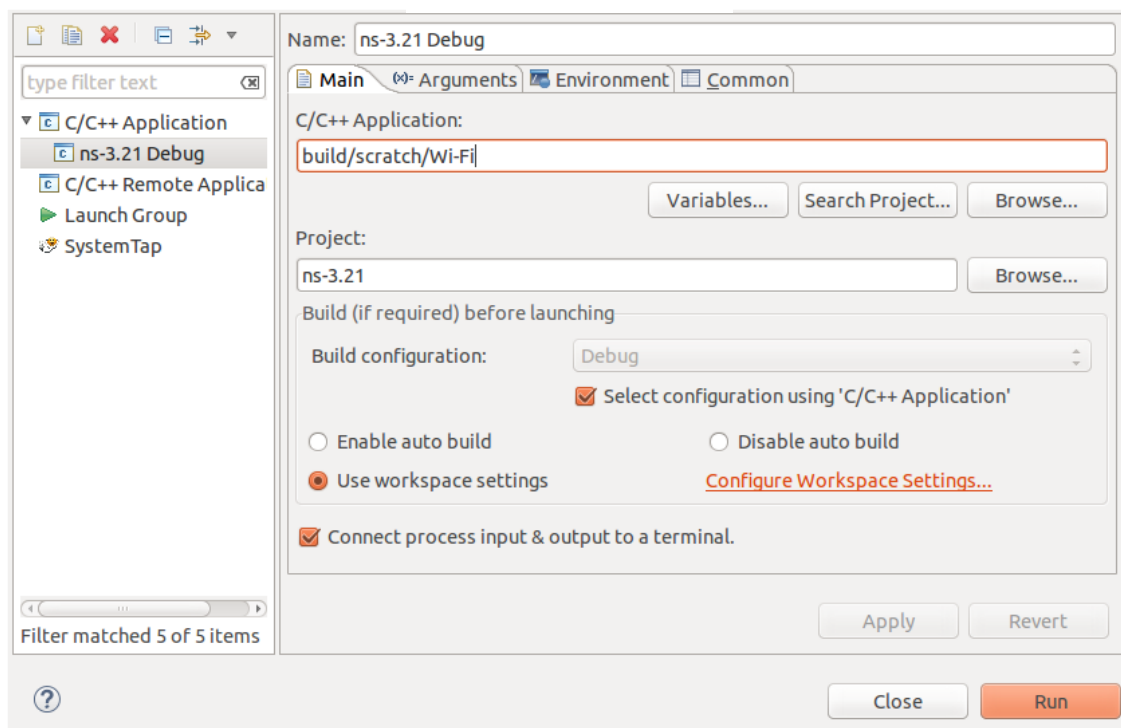 Name: ns-3.21 Debug
type filter text
Main (x)= Arguments Environment Common
C/C++ Application
C/C++ Application:
ns-3.21 Debug
build/scratch/Wi-Fi
C/C++ Remote Applica
Variables... Search Project... Browse...
Launch Group
SystemTap
Project:
ns-3.21 Browse...
Build (if required) before launching
Build configuration: Debug
Select configuration using 'C/C++ Application'
Enable auto build Disable auto build
Use workspace settings Configure Workspace Settings...
Connect process input & output to a terminal.
Filter matched 5 of 5 items
Apply Revert
Close Run